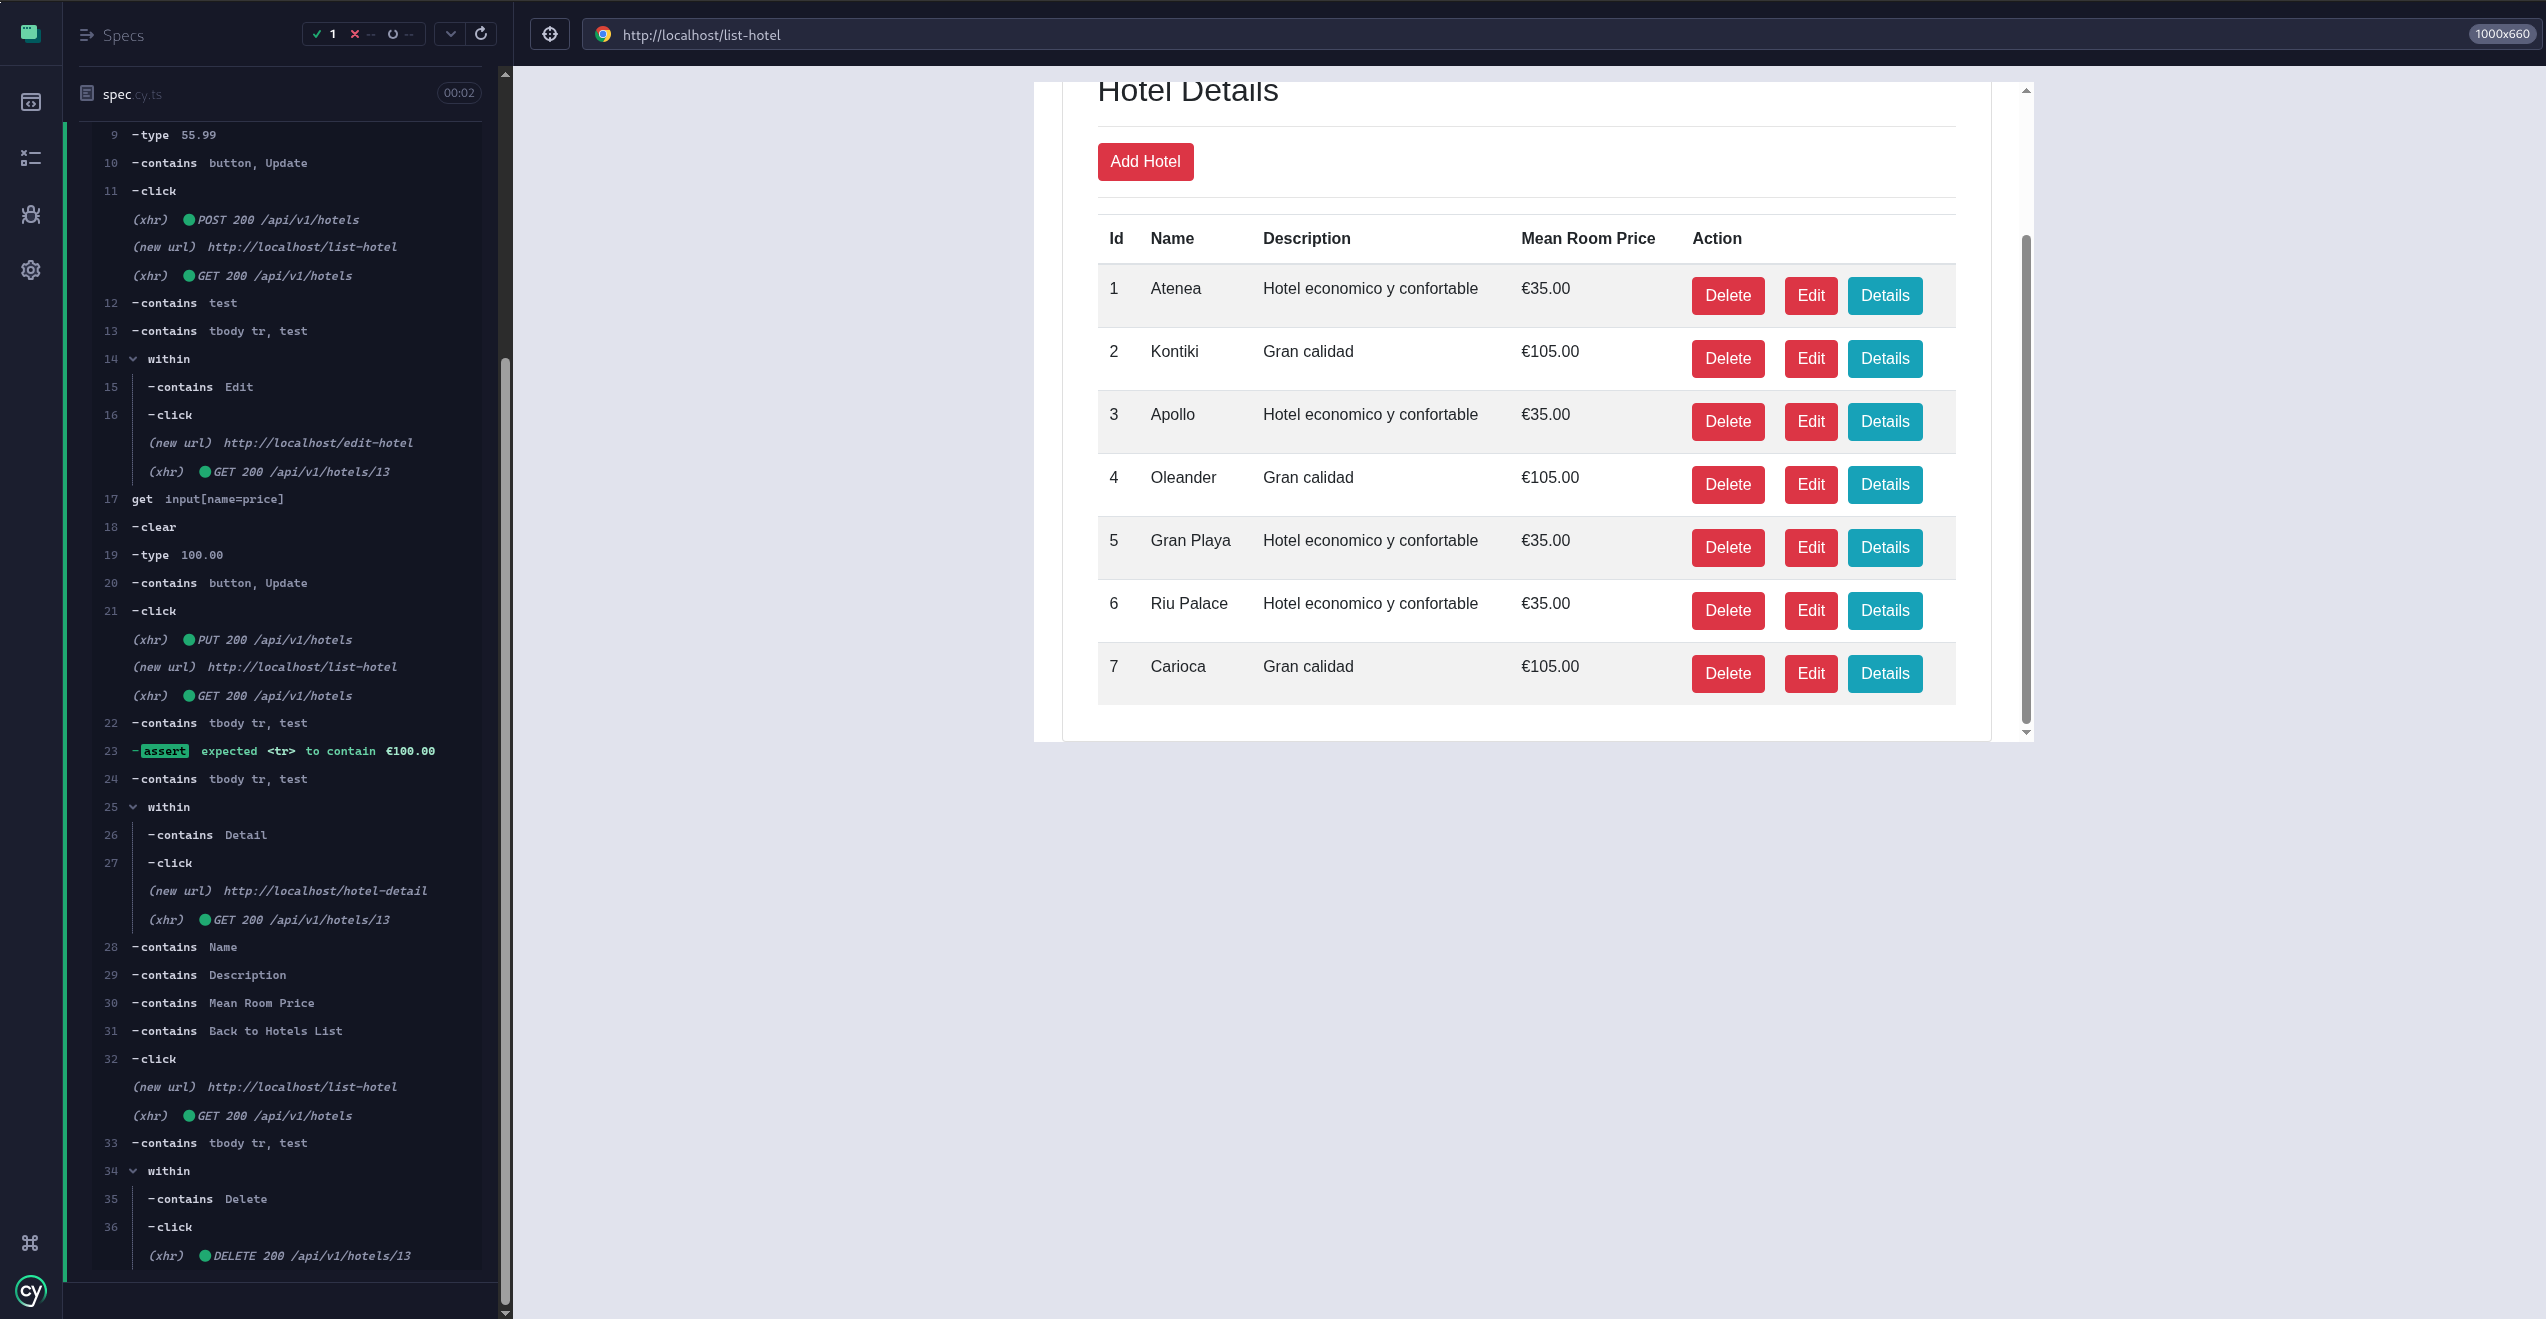 Specs
1 -- --
http://localhost/list-hotel
1000x660
spec.cy.ts 00:02
9 -type 55.99
10 -contains button, Update
11 -click
(xhr) POST 200 /api/v1/hotels
(new url) http://localhost/list-hotel
(xhr) GET 200 /api/v1/hotels
12 -contains test
13 -contains tbody tr, test
14 within
15 -contains Edit
16 -click
(new url) http://localhost/edit-hotel
(xhr) GET 200 /api/v1/hotels/13
17 get input[name=price]
18 -clear
19 -type 100.00
20 -contains button, Update
21 -click
(xhr) PUT 200 /api/v1/hotels
(new url) http://localhost/list-hotel
(xhr) GET 200 /api/v1/hotels
22 -contains tbody tr, test
23 -assert expected <tr> to contain €100.00
24 -contains tbody tr, test
25 within
26 -contains Detail
27 -click
(new url) http://localhost/hotel-detail
(xhr) GET 200 /api/v1/hotels/13
28 -contains Name
29 -contains Description
30 -contains Mean Room Price
31 -contains Back to Hotels List
32 -click
(new url) http://localhost/list-hotel
(xhr) GET 200 /api/v1/hotels
33 -contains tbody tr, test
34 within
35 -contains Delete
36 -click
(xhr) DELETE 200 /api/v1/hotels/13
cy
Hotel Details
Add Hotel
Id Name Description Mean Room Price Action
1 Atenea Hotel economico y confortable €35.00 Delete Edit Details
2 Kontiki Gran calidad €105.00 Delete Edit Details
3 Apollo Hotel economico y confortable €35.00 Delete Edit Details
4 Oleander Gran calidad €105.00 Delete Edit Details
5 Gran Playa Hotel economico y confortable €35.00 Delete Edit Details
6 Riu Palace Hotel economico y confortable €35.00 Delete Edit Details
7 Carioca Gran calidad €105.00 Delete Edit Details